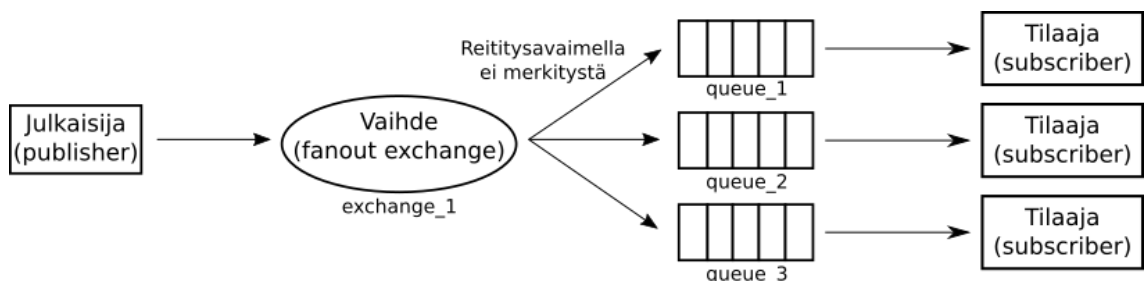 Julkaisija
(publisher)
Vaihde
(fanout exchange)
exchange_1
Reititysavaimella
ei merkitystä
queue_1
queue_2
queue_3
Tilaaja
(subscriber)
Tilaaja
(subscriber)
Tilaaja
(subscriber)